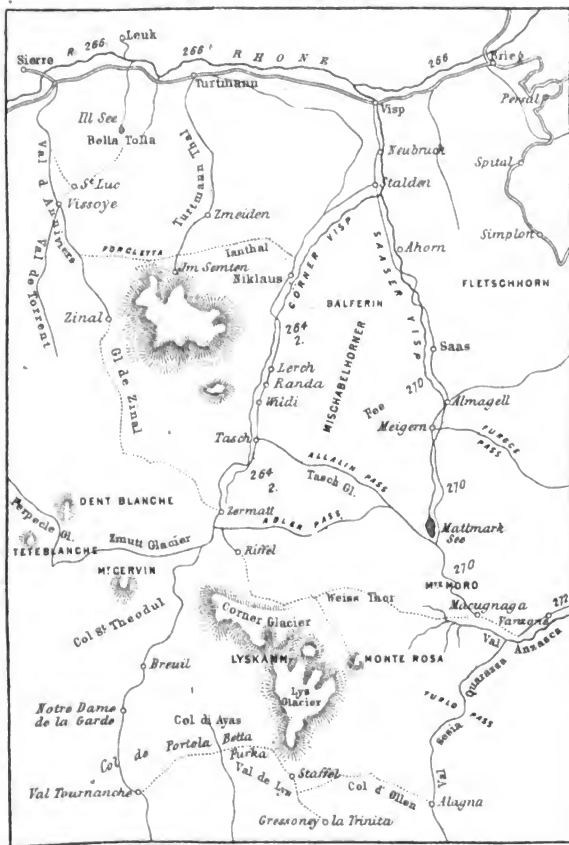 Leuk
Sierre
R. 266
266
RHONE
266
Brieg
Turtmann
Visp
Persal
Ill See
Bella Tolla
Neubruck
Spital
St. Luc
Stalden
Vissoye
Turtmann Thal
Zmeiden
Simplon
Val d Anniviers
Val de Torrent
FORCLETTA
Ianthal
Jm Semten
Niklaus
GÖRNER VISP
SAASER VISP
Ahorn
FLETSCHHORN
BALFERIN
Zinal
264
2.
Gl de Zinal
MISCHABELHORNER
Saas
Lerch
Randa
Wildi
Fee
270
Almagell
Meigern
FURGGE PASS
Tasch
ALLALIN PASS
Tasch Gl.
264
2.
270
DENT BLANCHE
Zermatt
ADLER PASS
Ferpecle Gl.
TETEBLANCHE
Zmutt Glacier
Mattmark
See
Riffel
270
MT. CERVIN
MTE MORO
Weiss Thor
Macugnaga
Vanzone
272
Col St. Theodul
Gorner Glacier
Val Anzasca
LYSKAMM
MONTE ROSA
Quarazza
Breuil
Lys
Glacier
TURLO PASS
Notre Dame
de la Garde
Col di Ayas
Sesia
Col de Portola
Betta
Furka
Val de Lys
Staffel
Val
Val Tournanche
Col d' Ollen
Alagna
Gressoney la Trinita